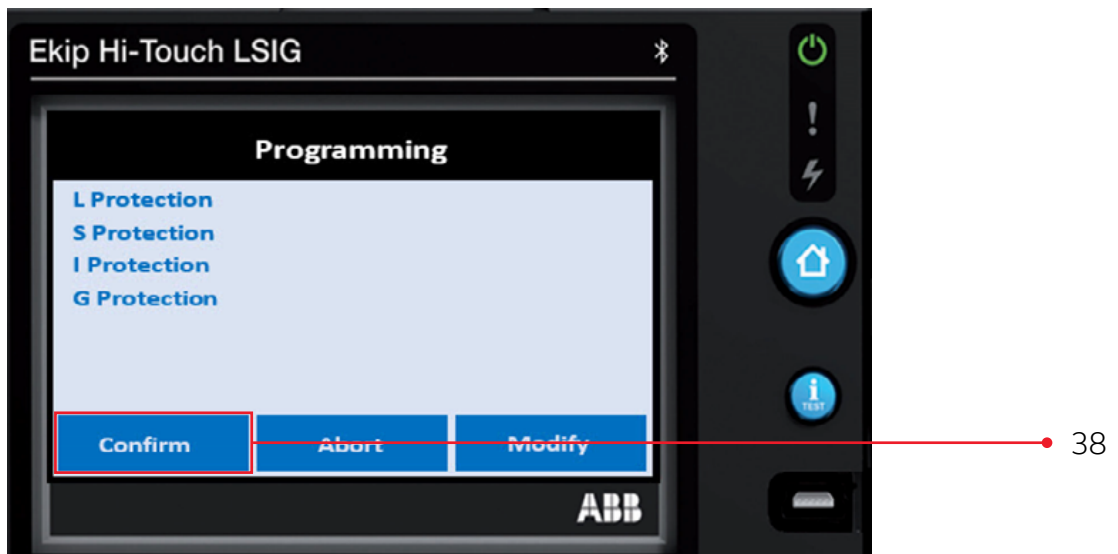 Ekip Hi-Touch LSIG
Programming
L Protection
S Protection
I Protection
G Protection
Confirm Abort Modify
i
TEST
38
ABB